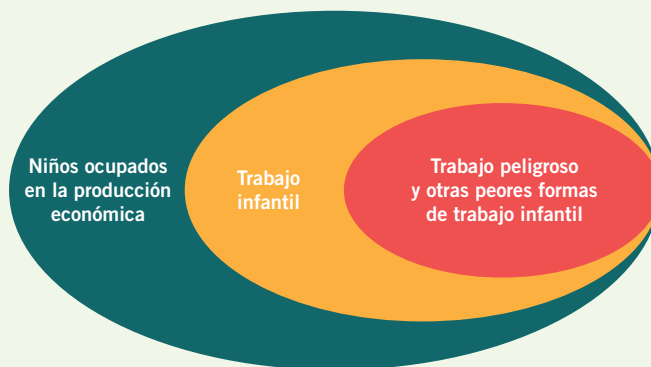 Niños ocupados
en la producción
económica
Trabajo
infantil
Trabajo peligroso
y otras peores formas
de trabajo infantil